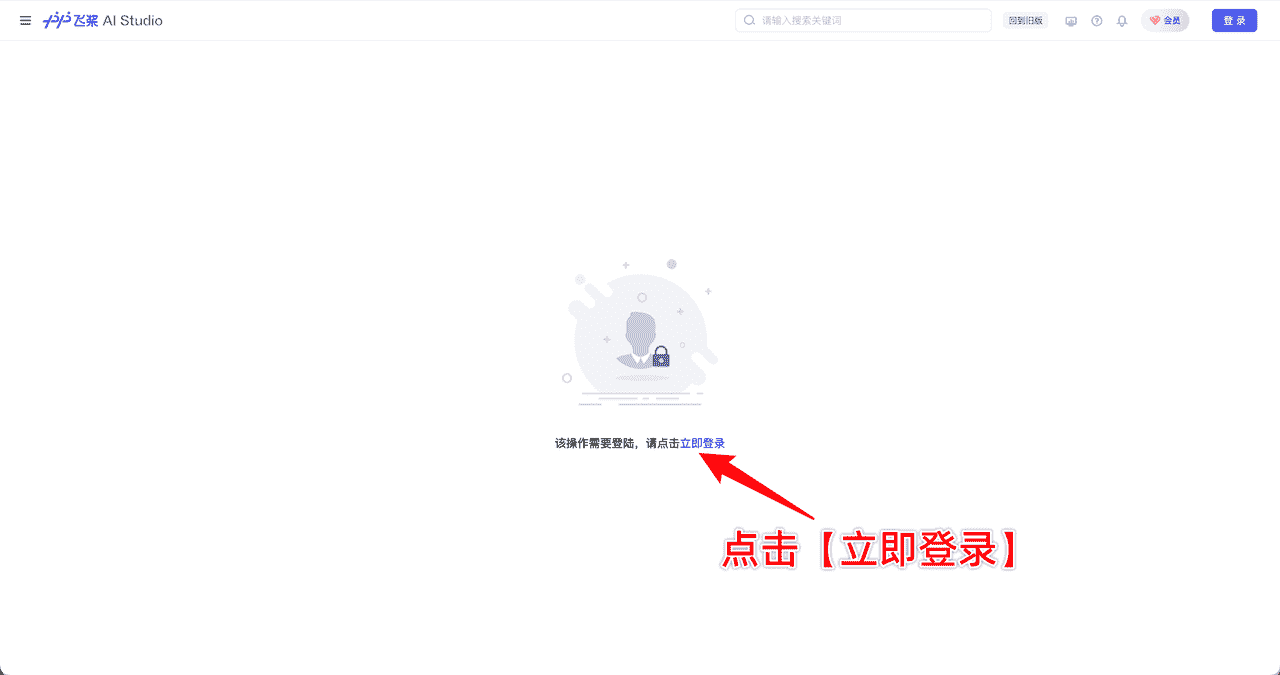 飞桨 AI Studio
请输入搜索关键词
回到旧版
会员
登 录
该操作需要登陆，请点击立即登录
点击【立即登录】